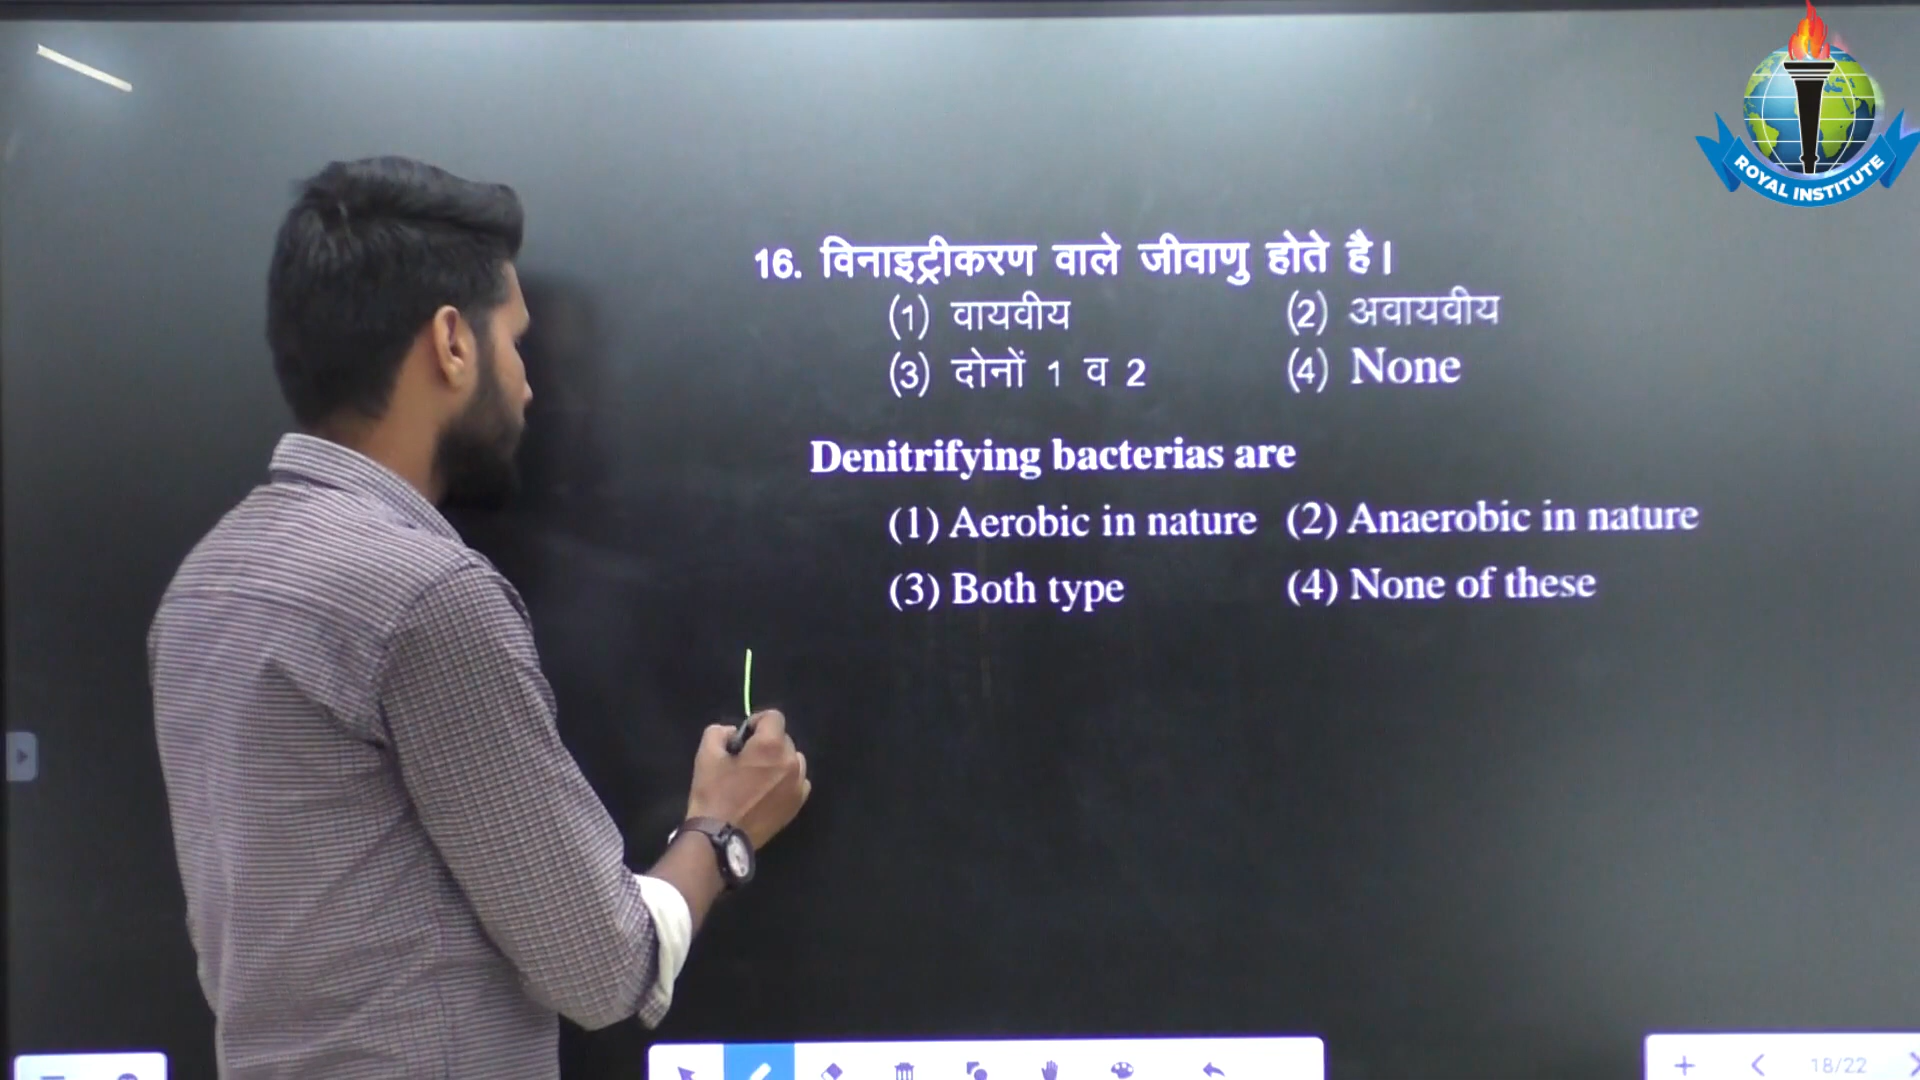 ROYAL INSTITUTE
16. विनाइट्रीकरण वाले जीवाणु होते है।
(1) वायवीय (2) अवायवीय
(3) दोनों 1 व 2 (4) None
Denitrifying bacterias are
(1) Aerobic in nature (2) Anaerobic in nature
(3) Both type (4) None of these
18/22